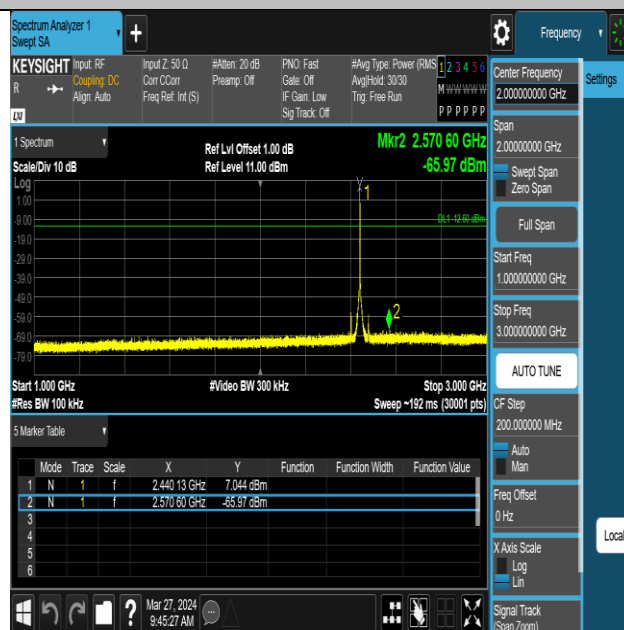 Spectrum Analyzer 1
Swept SA
+
Frequency
KEYSIGHT
R
LXI
Input: RF
Coupling: DC
Align: Auto
Input Z: 50 Ω
Corr CCorr
Freq Ref: Int (S)
#Atten: 20 dB
Preamp: Off
PNO: Fast
Gate: Off
IF Gain: Low
Sig Track: Off
#Avg Type: Power (RMS
Avg|Hold: 30/30
Trig: Free Run
1 2 3 4 5 6
M W W W W W
P P P P P P
1 Spectrum
Scale/Div 10 dB
Ref Lvl Offset 1.00 dB
Ref Level 11.00 dBm
Mkr2 2.570 60 GHz
-65.97 dBm
Log
1.00
-9.00
-19.0
-29.0
-39.0
-49.0
-59.0
-69.0
-79.0
1
DL1 -12.60 dBm
2
Start 1.000 GHz
#Res BW 100 kHz
#Video BW 300 kHz
Stop 3.000 GHz
Sweep ~192 ms (30001 pts)
5 Marker Table
Mode Trace Scale X Y Function Function Width Function Value
1 N 1 f 2.440 13 GHz 7.044 dBm
2 N 1 f 2.570 60 GHz -65.97 dBm
3
4
5
6
Mar 27, 2024
9:45:27 AM
?
Center Frequency
2.000000000 GHz
Span
2.00000000 GHz
Swept Span
Zero Span
Full Span
Start Freq
1.000000000 GHz
Stop Freq
3.000000000 GHz
AUTO TUNE
CF Step
200.000000 MHz
Auto
Man
Freq Offset
0 Hz
X Axis Scale
Log
Lin
Signal Track
(Span Zoom)
Settings
Local